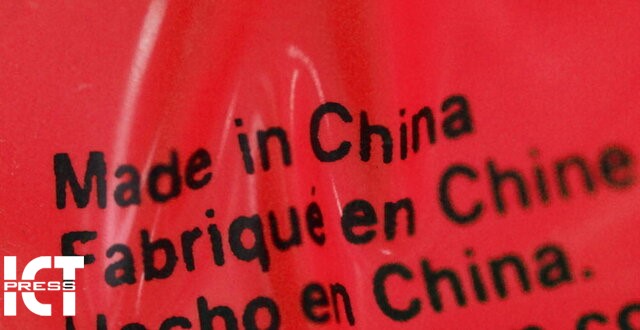 Made in China
Fabriqué en Chine
Hecho en China.
ICT
PRESS